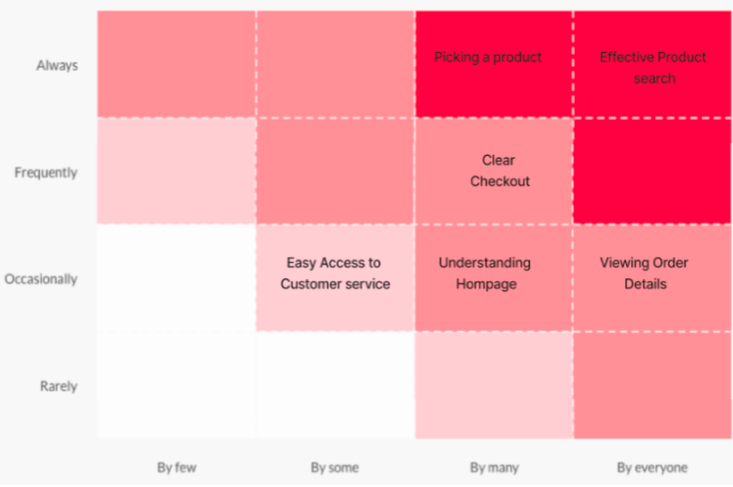 Always
Picking a product
Effective Product
search
Frequently
Clear
Checkout
Occasionally
Easy Access to
Customer service
Understanding
Hompage
Viewing Order
Details
Rarely
By few
By some
By many
By everyone